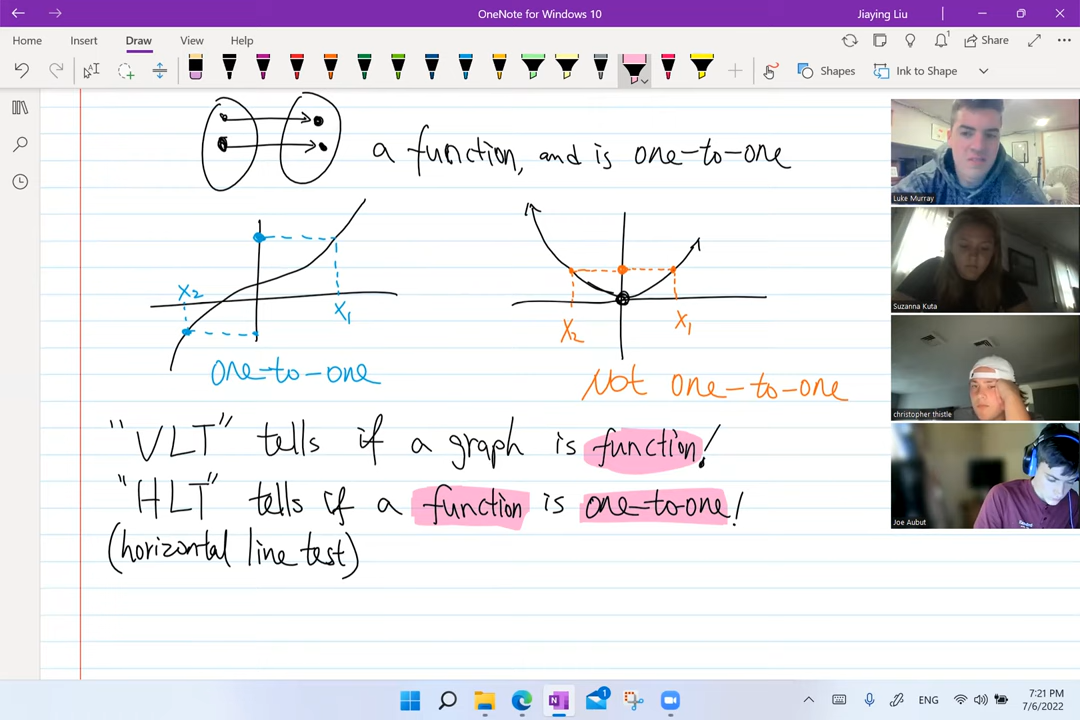 OneNote for Windows 10
Jiaying Liu
Home Insert Draw View Help
Share
Shapes
Ink to Shape
a function, and is one-to-one
X2
X1
one-to-one
X2
X1
Not one-to-one
"VLT" tells if a graph is function!
"HLT" tells if a function is one-to-one!
(horizontal line test)
Luke Murray
Suzanna Kuta
christopher thistle
Joe Aubut
1
ENG
7:21 PM
7/6/2022